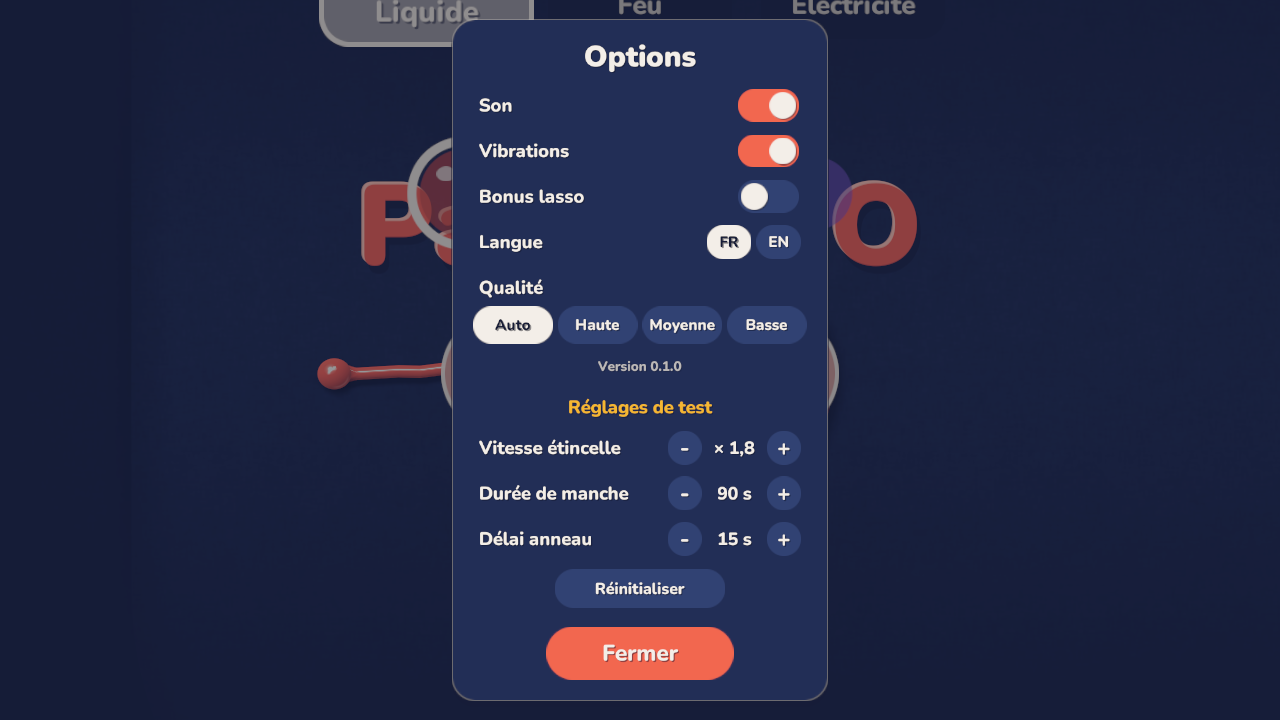 Liquide Feu Électricité
Options
Son
Vibrations
Bonus lasso
Langue FR EN
Qualité
Auto Haute Moyenne Basse
Version 0.1.0
Réglages de test
Vitesse étincelle - × 1,8 +
Durée de manche - 90 s +
Délai anneau - 15 s +
Réinitialiser
Fermer